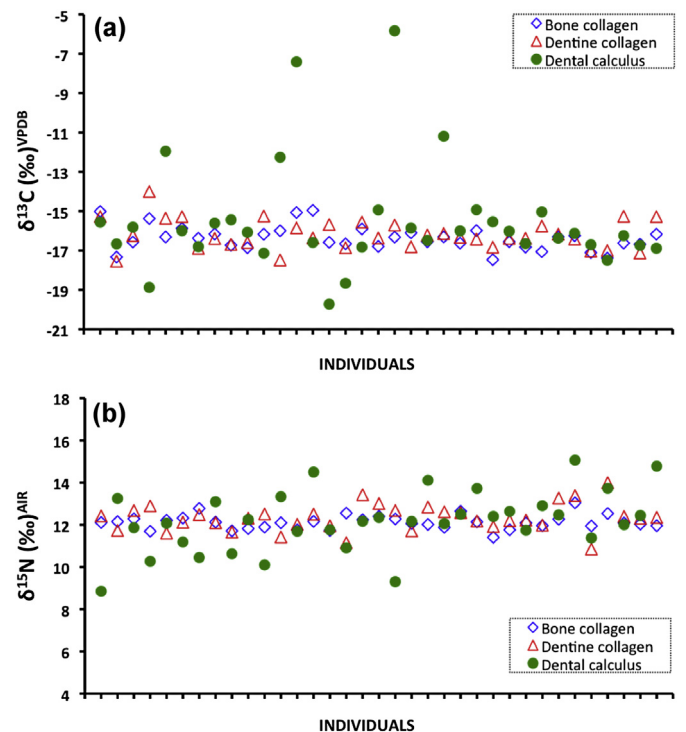 (a)
δ13C (‰)VPDB
-5
-7
-9
-11
-13
-15
-17
-19
-21
Bone collagen
Dentine collagen
Dental calculus
INDIVIDUALS
(b)
δ15N (‰)AIR
18
16
14
12
10
8
6
4
Bone collagen
Dentine collagen
Dental calculus
INDIVIDUALS